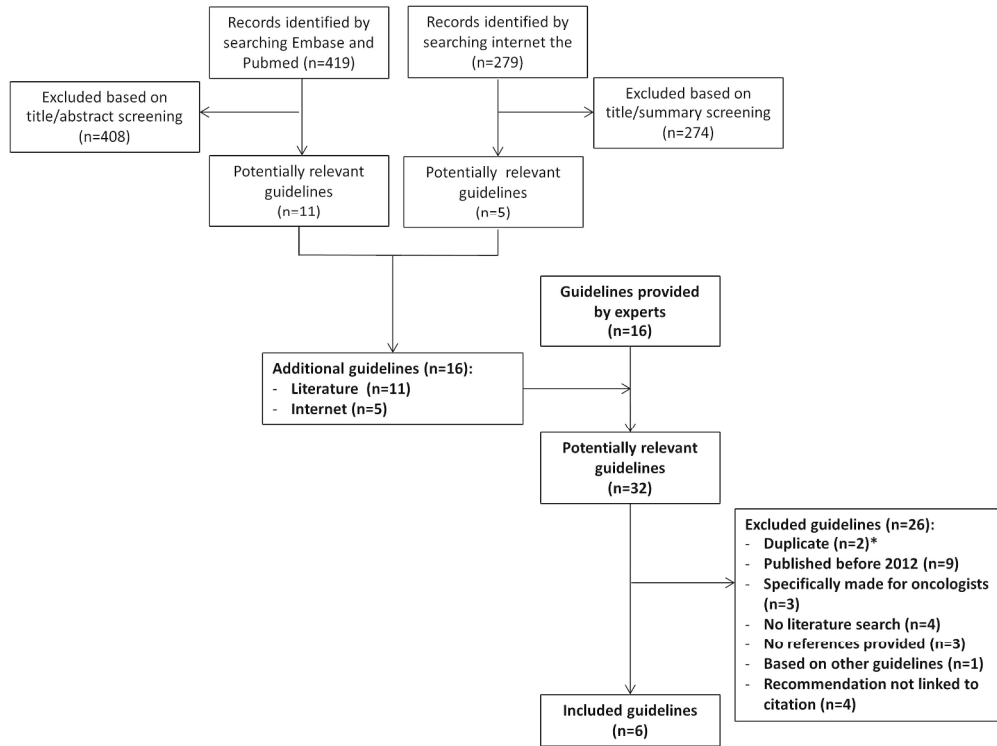 Records identified by
searching Embase and
Pubmed (n=419)
Records identified by
searching internet the
(n=279)
Excluded based on
title/abstract screening
(n=408)
Excluded based on
title/summary screening
(n=274)
Potentially relevant
guidelines
(n=11)
Potentially relevant
guidelines
(n=5)
Guidelines provided
by experts
(n=16)
Additional guidelines (n=16):
- Literature (n=11)
- Internet (n=5)
Potentially relevant
guidelines
(n=32)
Excluded guidelines (n=26):
- Duplicate (n=2)*
- Published before 2012 (n=9)
- Specifically made for oncologists
(n=3)
- No literature search (n=4)
- No references provided (n=3)
- Based on other guidelines (n=1)
- Recommendation not linked to
citation (n=4)
Included guidelines
(n=6)